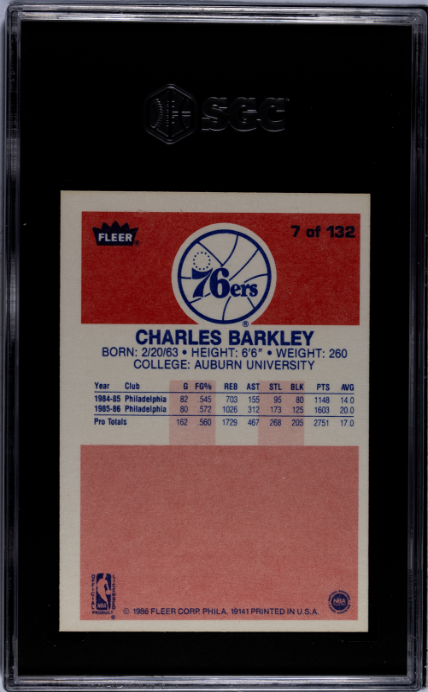 SGC
FLEER
7 of 132
76ers
CHARLES BARKLEY
BORN: 2/20/63 • HEIGHT: 6'6" • WEIGHT: 260
COLLEGE: AUBURN UNIVERSITY
Year Club G FG% REB AST STL BLK PTS AVG
1984-85 Philadelphia 82 .545 703 155 95 80 1148 14.0
1985-86 Philadelphia 80 .572 1026 312 173 125 1603 20.0
Pro Totals 162 .560 1729 467 268 205 2751 17.0
NBA
© 1986 FLEER CORP. PHILA. 19141 PRINTED IN U.S.A.
NBA